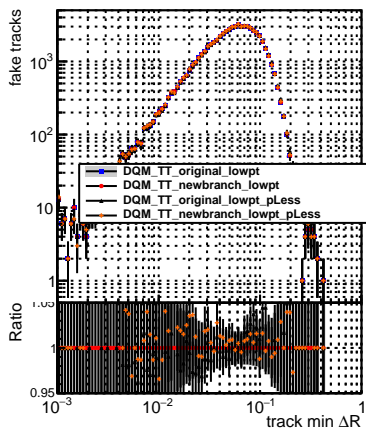 fake tracks
10³
10²
10
1
DQM_TT_original_lowpt
DQM_TT_newbranch_lowpt
DQM_TT_original_lowpt_pLess
DQM_TT_newbranch_lowpt_pLess
Ratio
1.05
1
0.95
10⁻³ 10⁻² 10⁻¹ 1
track min ΔR